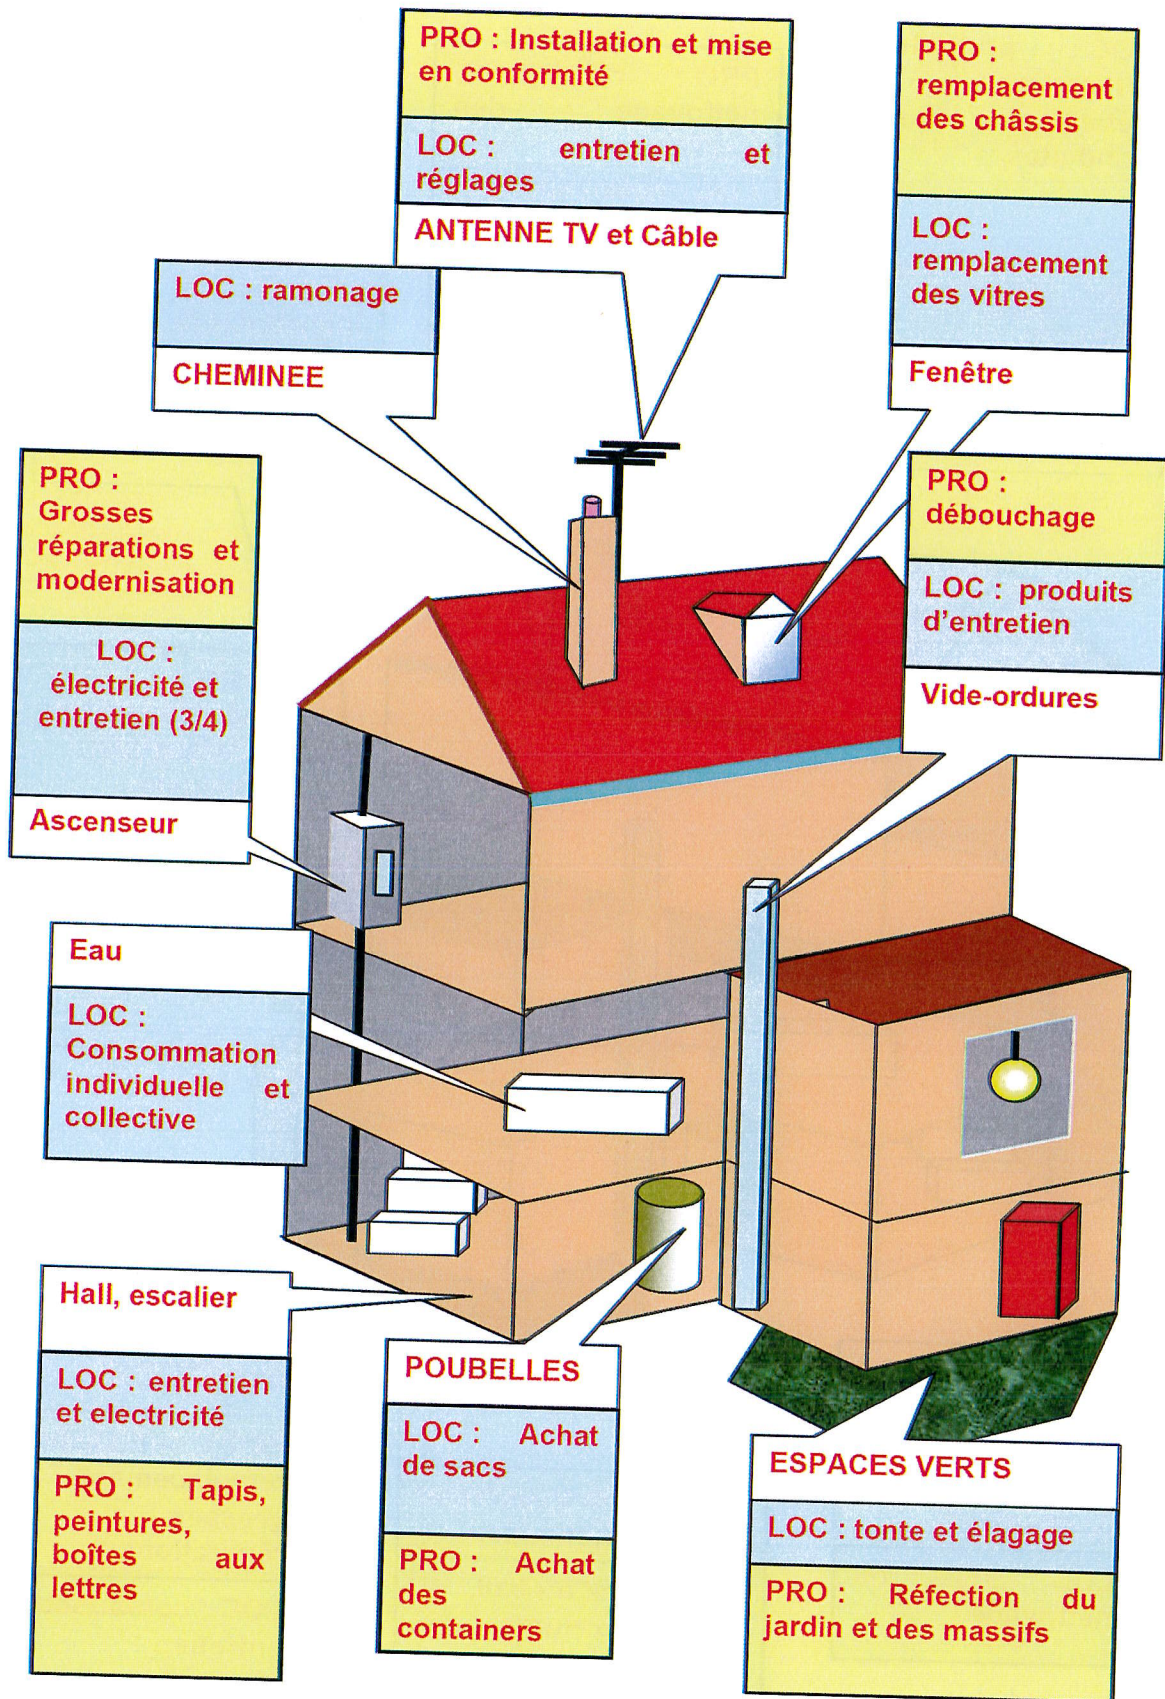 PRO : Installation et mise
en conformité
LOC : entretien et
réglages
ANTENNE TV et Câble
PRO :
remplacement
des châssis
LOC :
remplacement
des vitres
Fenêtre
LOC : ramonage
CHEMINEE
PRO :
Grosses
réparations et
modernisation
LOC :
électricité et
entretien (3/4)
Ascenseur
PRO :
débouchage
LOC : produits
d'entretien
Vide-ordures
Eau
LOC :
Consommation
individuelle et
collective
Hall, escalier
LOC : entretien
et electricité
PRO : Tapis,
peintures,
boîtes aux
lettres
POUBELLES
LOC : Achat
de sacs
PRO : Achat
des
containers
ESPACES VERTS
LOC : tonte et élagage
PRO : Réfection du
jardin et des massifs